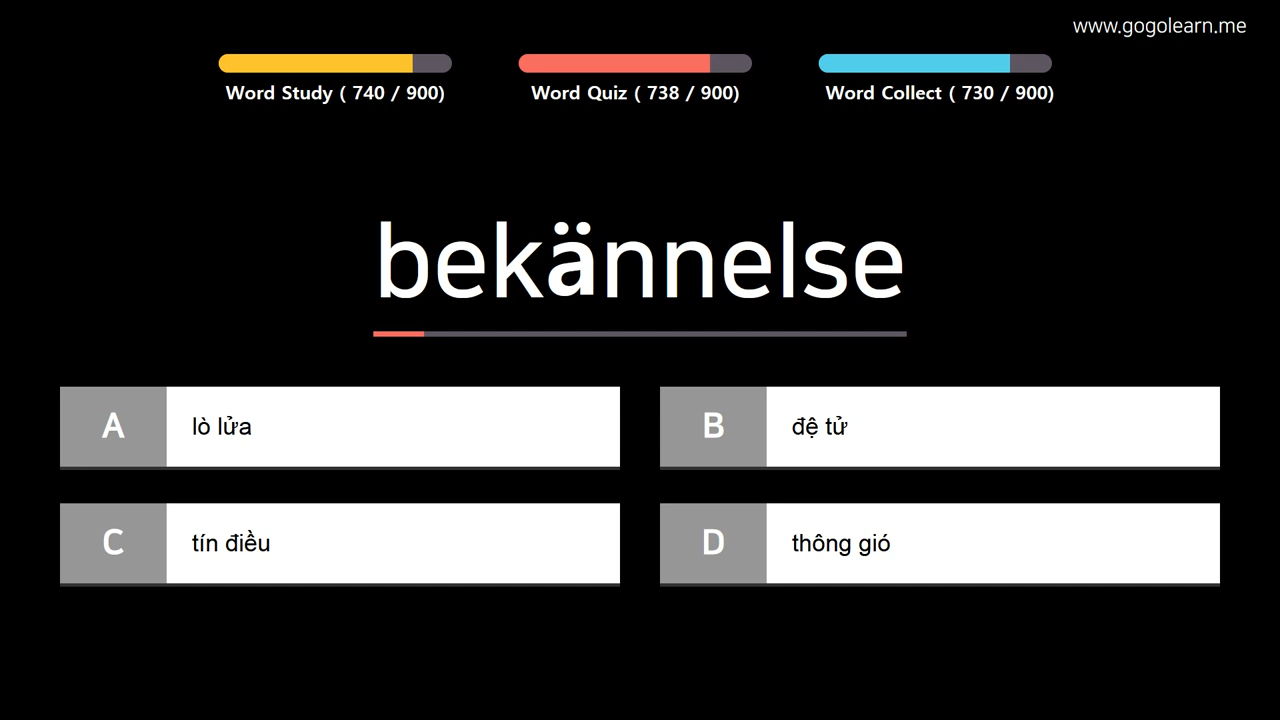 www.gogolearn.me
Word Study ( 740 / 900)
Word Quiz ( 738 / 900)
Word Collect ( 730 / 900)
bekännelse
A
lò lửa
B
đệ tử
C
tín điều
D
thông gió